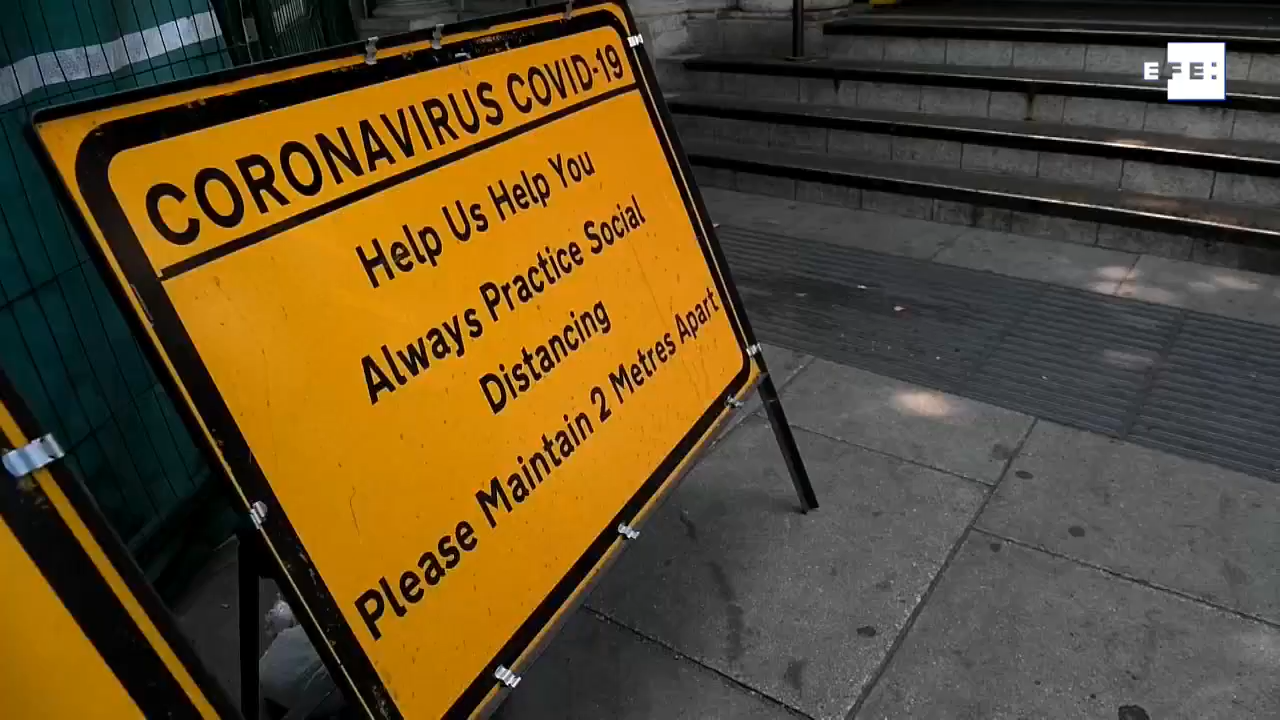 CORONAVIRUS COVID-19
Help Us Help You
Always Practice Social
Distancing
Please Maintain 2 Metres Apart
EFE: